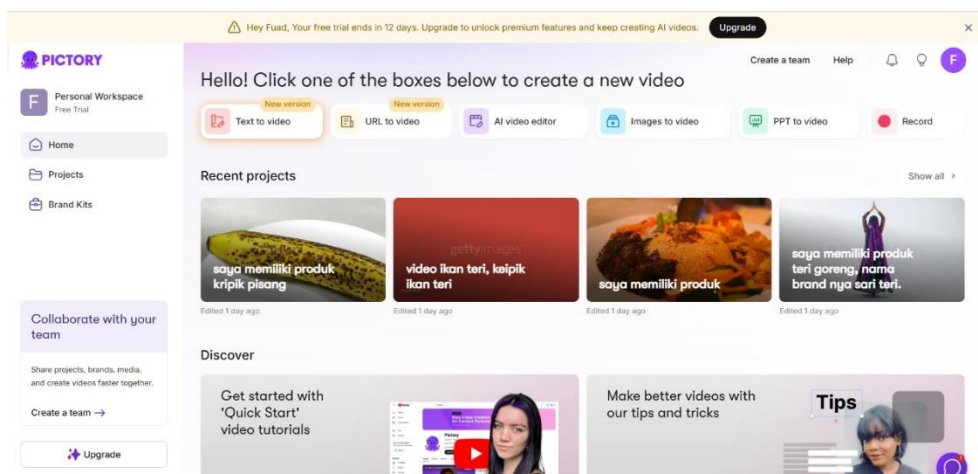 Hey Fuad, Your free trial ends in 12 days. Upgrade to unlock premium features and keep creating AI videos.
Upgrade
PICTORY
Create a team
Help
F
F
Personal Workspace
Free Trial
Home
Projects
Brand Kits
Hello! Click one of the boxes below to create a new video
New version
Text to video
New version
URL to video
AI video editor
Images to video
PPT to video
Record
Recent projects
Show all
saya memiliki produk
kripik pisang
Edited 1 day ago
gettyimages
video ikan teri, keipik
ikan teri
Edited 1 day ago
saya memiliki produk
Edited 1 day ago
saya memiliki produk
teri goreng, nama
brand nya sari teri.
Edited 1 day ago
Collaborate with your
team
Share projects, brands, media,
and create videos faster together.
Create a team
Upgrade
Discover
Get started with
'Quick Start'
video tutorials
Make better videos with
our tips and tricks
Tips